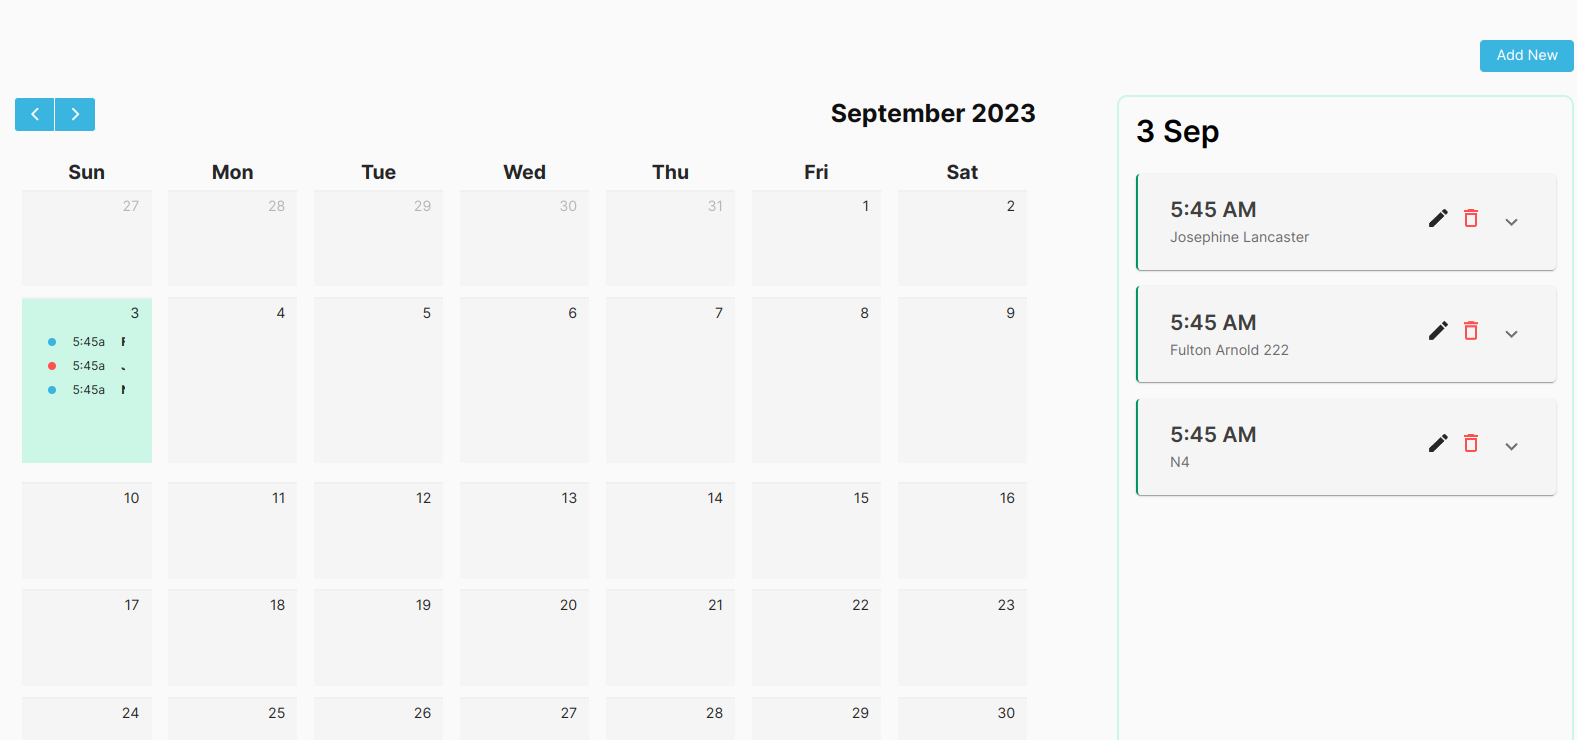 Add New
September 2023
Sun Mon Tue Wed Thu Fri Sat
27 28 29 30 31 1 2
3 4 5 6 7 8 9
5:45a
5:45a
5:45a
10 11 12 13 14 15 16
17 18 19 20 21 22 23
24 25 26 27 28 29 30
3 Sep
5:45 AM
Josephine Lancaster
5:45 AM
Fulton Arnold 222
5:45 AM
N4